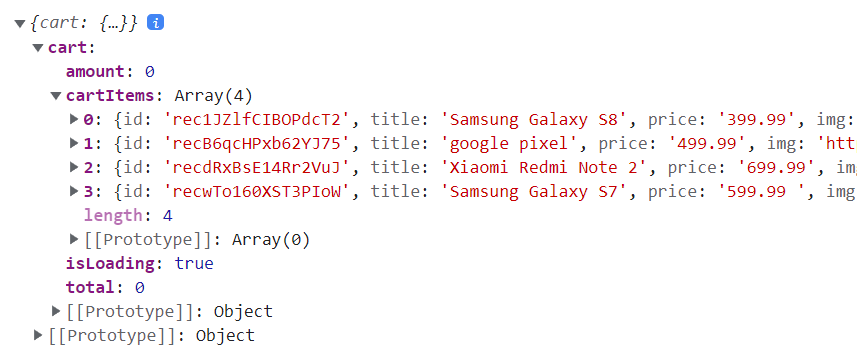 ▼{cart: {…}} i
▼cart:
amount: 0
▼cartItems: Array(4)
▶0: {id: 'rec1JZlfCIBOPdcT2', title: 'Samsung Galaxy S8', price: '399.99', img:
▶1: {id: 'recB6qcHPxb62YJ75', title: 'google pixel', price: '499.99', img: 'htt
▶2: {id: 'recdRxBsE14Rr2VuJ', title: 'Xiaomi Redmi Note 2', price: '699.99', im
▶3: {id: 'recwTo160XST3PIoW', title: 'Samsung Galaxy S7', price: '599.99 ', img
length: 4
▶[[Prototype]]: Array(0)
isLoading: true
total: 0
▶[[Prototype]]: Object
▶[[Prototype]]: Object